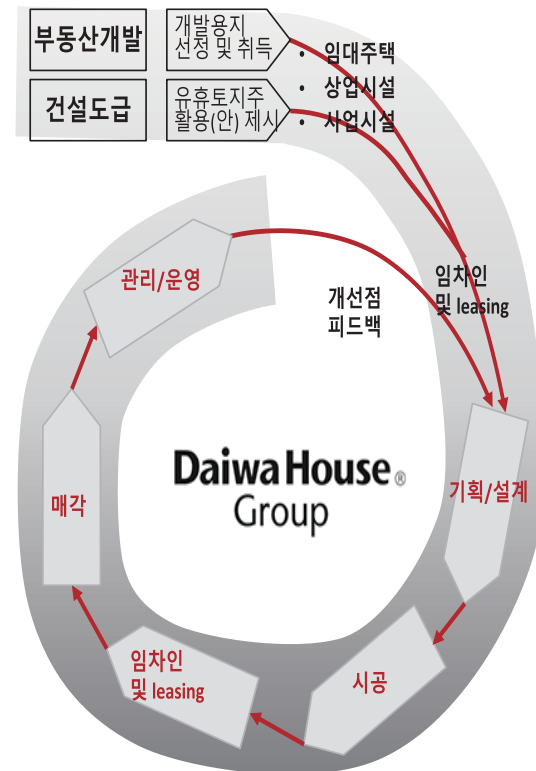 부동산개발
개발용지
선정 및 취득
• 임대주택
건설도급
유휴토지주
활용(안) 제시
• 상업시설
• 사업시설
관리/운영
개선점
피드백
임차인
및 leasing
매각
Daiwa House®
Group
기획/설계
임차인
및 leasing
시공